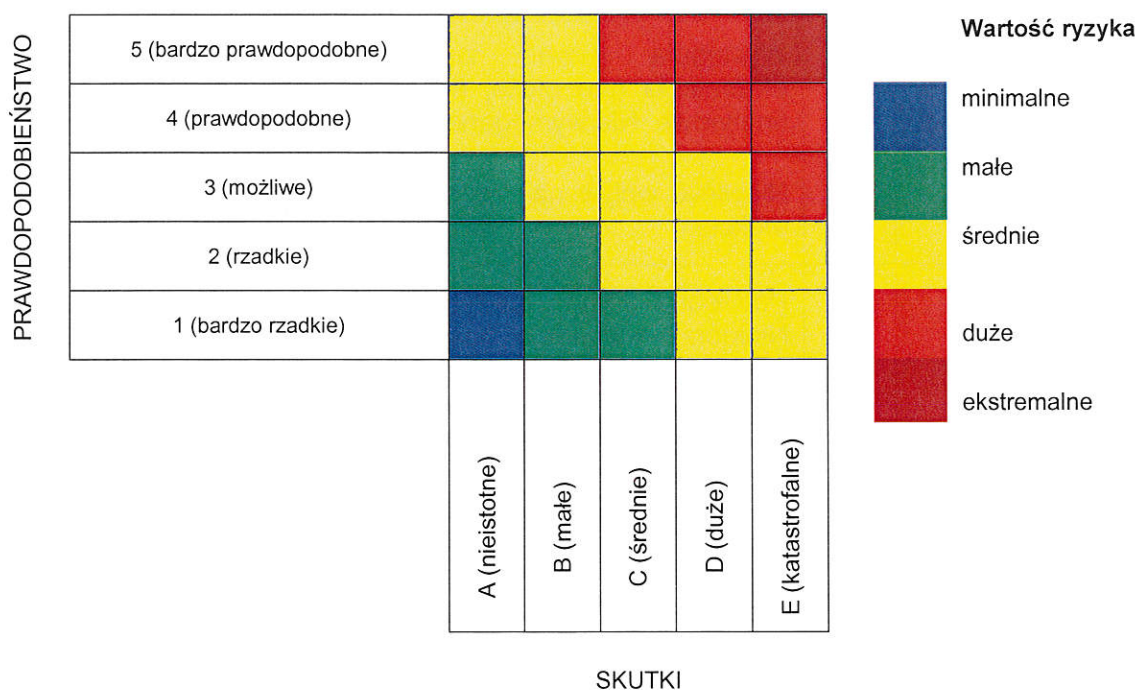 PRAWDOPODOBIEŃSTWO
5 (bardzo prawdopodobne)
4 (prawdopodobne)
3 (możliwe)
2 (rzadkie)
1 (bardzo rzadkie)
A (nieistotne)
B (małe)
C (średnie)
D (duże)
E (katastrofalne)
SKUTKI
Wartość ryzyka
minimalne
małe
średnie
duże
ekstremalne